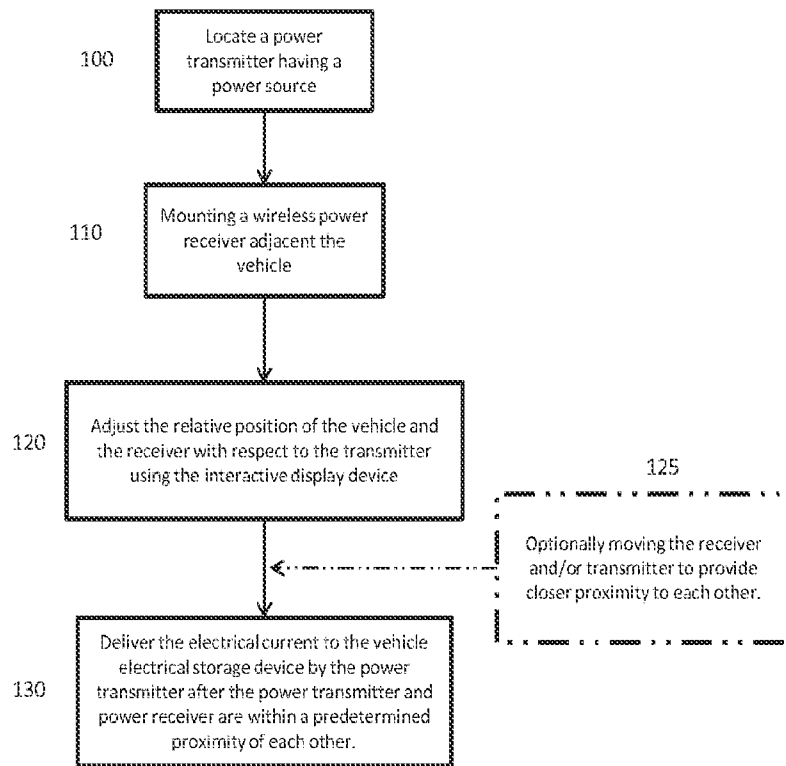 100
Locate a power
transmitter having a
power source
110
Mounting a wireless power
receiver adjacent the
vehicle
120
Adjust the relative position of the vehicle and
the receiver with respect to the transmitter
using the interactive display device
125
Optionally moving the receiver
and/or transmitter to provide
closer proximity to each other.
130
Deliver the electrical current to the vehicle
electrical storage device by the power
transmitter after the power transmitter and
power receiver are within a predetermined
proximity of each other.